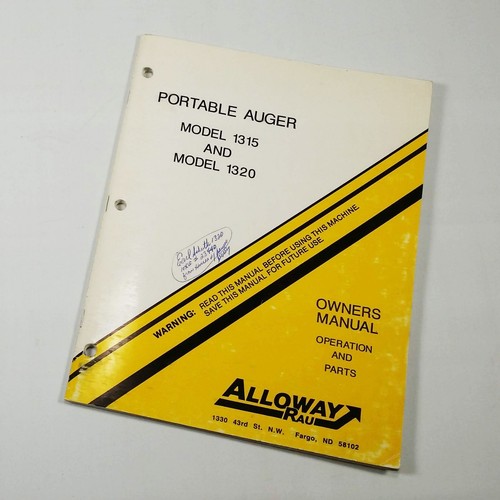 PORTABLE AUGER
MODEL 1315
AND
MODEL 1320
1320
WARNING: READ THIS MANUAL BEFORE USING THIS MACHINE
SAVE THIS MANUAL FOR FUTURE USE
OWNERS
MANUAL
OPERATION
AND
PARTS
ALLOWAY
RAU
1330 43rd St. N.W. Fargo, ND 58102